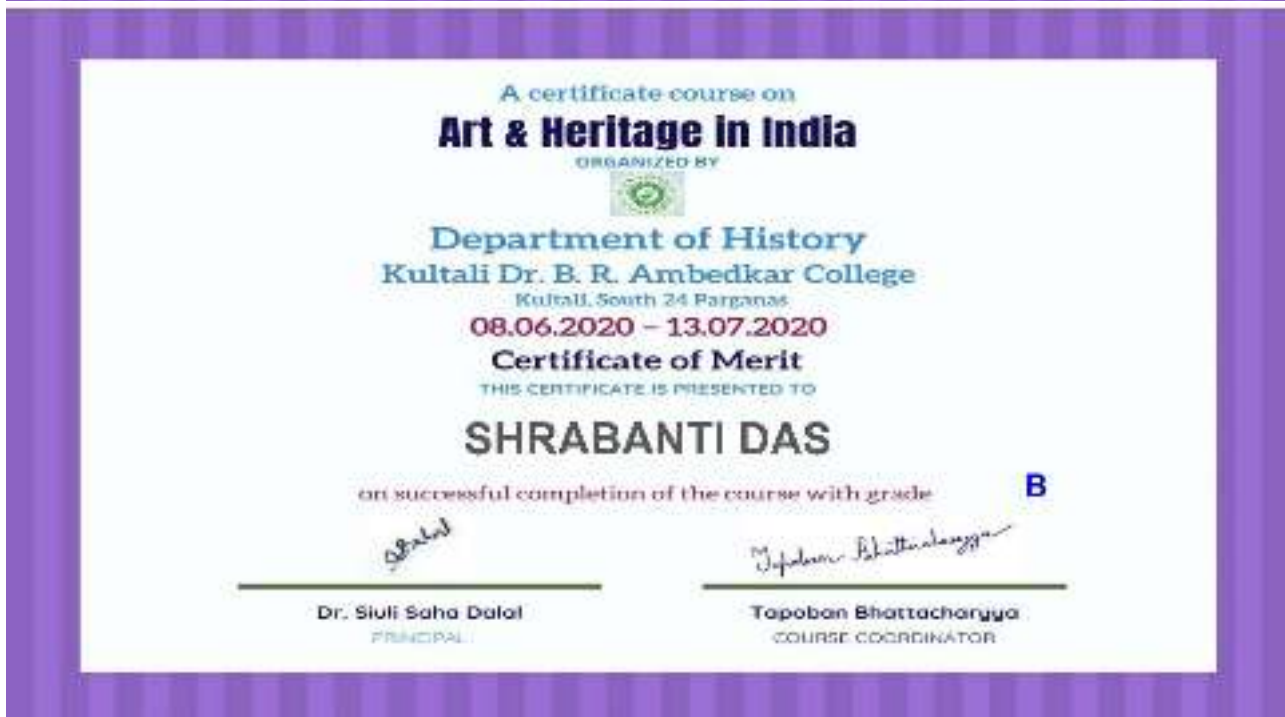 A certificate course on
Art & Heritage in India
ORGANIZED BY
Department of History
Kultali Dr. B. R. Ambedkar College
Kultali, South 24 Parganas
08.06.2020 – 13.07.2020
Certificate of Merit
THIS CERTIFICATE IS PRESENTED TO
SHRABANTI DAS
on successful completion of the course with grade B
Tapoban Bhattacharyya
Dr. Siuli Saha Dalal Tapoban Bhattacharyya
PRINCIPAL COURSE COORDINATOR